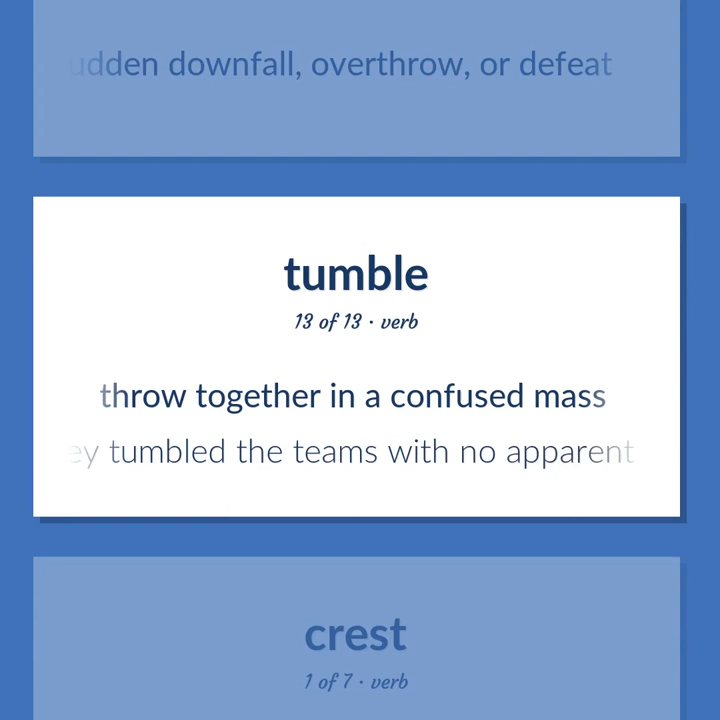 udden downfall, overthrow, or defeat
tumble
13 of 13 · verb
throw together in a confused mass
ey tumbled the teams with no apparent
crest
1 of 7 · verb